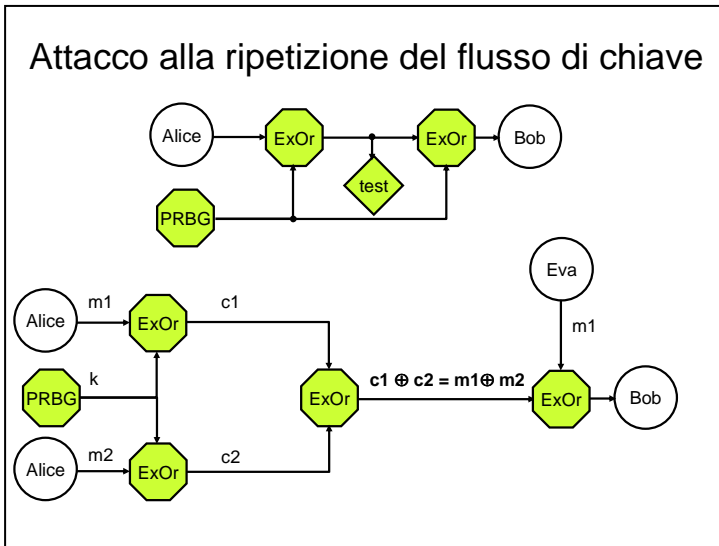 Attacco alla ripetizione del flusso di chiave
Alice
ExOr
ExOr
Bob
test
PRBG
Eva
m1
Alice
m1
ExOr
c1
k
PRBG
ExOr
c1 ⊕ c2 = m1⊕ m2
ExOr
Bob
Alice
m2
ExOr
c2